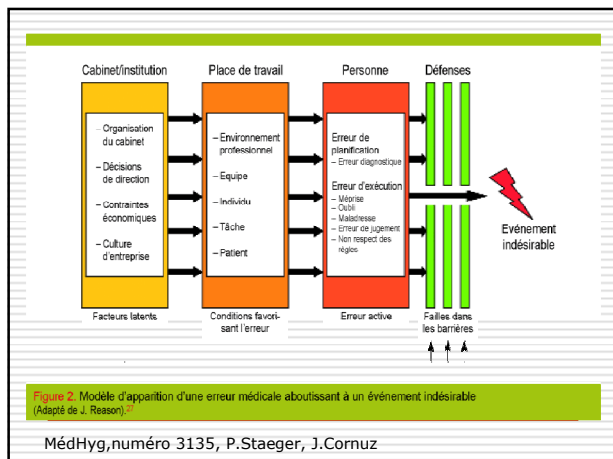 Cabinet/institution
Place de travail
Personne
Défenses
– Organisation
du cabinet
– Décisions
de direction
– Contraintes
économiques
– Culture
d'entreprise
– Environnement
professionnel
– Equipe
– Individu
– Tâche
– Patient
Erreur de
planification
– Erreur diagnostique
Erreur d'exécution
– Méprise
– Oubli
– Maladresse
– Erreur de jugement
– Non respect des
règles
Evénement
indésirable
Facteurs latents
Conditions favori-
sant l'erreur
Erreur active
Failles dans
les barrières
Figure 2. Modèle d'apparition d'une erreur médicale aboutissant à un événement indésirable
(Adapté de J. Reason).27
MédHyg,numéro 3135, P.Staeger, J.Cornuz